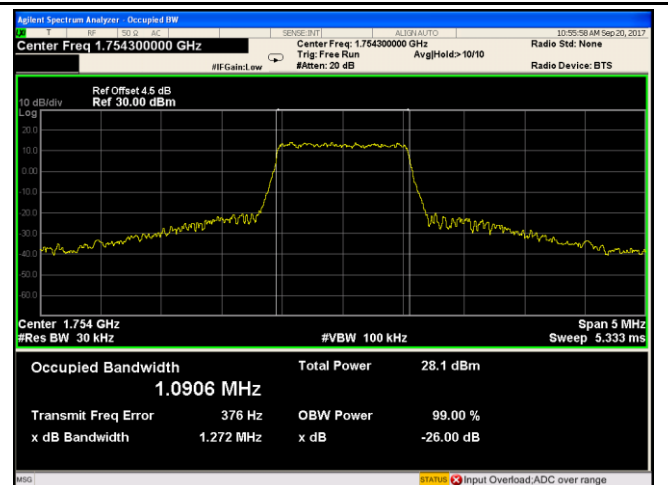 Agilent Spectrum Analyzer - Occupied BW
T RF 50 Ω AC SENSE:INT ALIGN AUTO 10:55:58 AM Sep 20, 2017
Center Freq 1.754300000 GHz Center Freq: 1.754300000 GHz Radio Std: None
Trig: Free Run Avg|Hold:> 10/10
#IFGain:Low #Atten: 20 dB Radio Device: BTS
Ref Offset 4.5 dB
10 dB/div Ref 30.00 dBm
Log
20.0
10.0
0.00
-10.0
-20.0
-30.0
-40.0
-50.0
-60.0
Center 1.754 GHz Span 5 MHz
#Res BW 30 kHz #VBW 100 kHz Sweep 5.333 ms
Occupied Bandwidth Total Power 28.1 dBm
1.0906 MHz
Transmit Freq Error 376 Hz OBW Power 99.00 %
x dB Bandwidth 1.272 MHz x dB -26.00 dB
MSG STATUS Input Overload;ADC over range